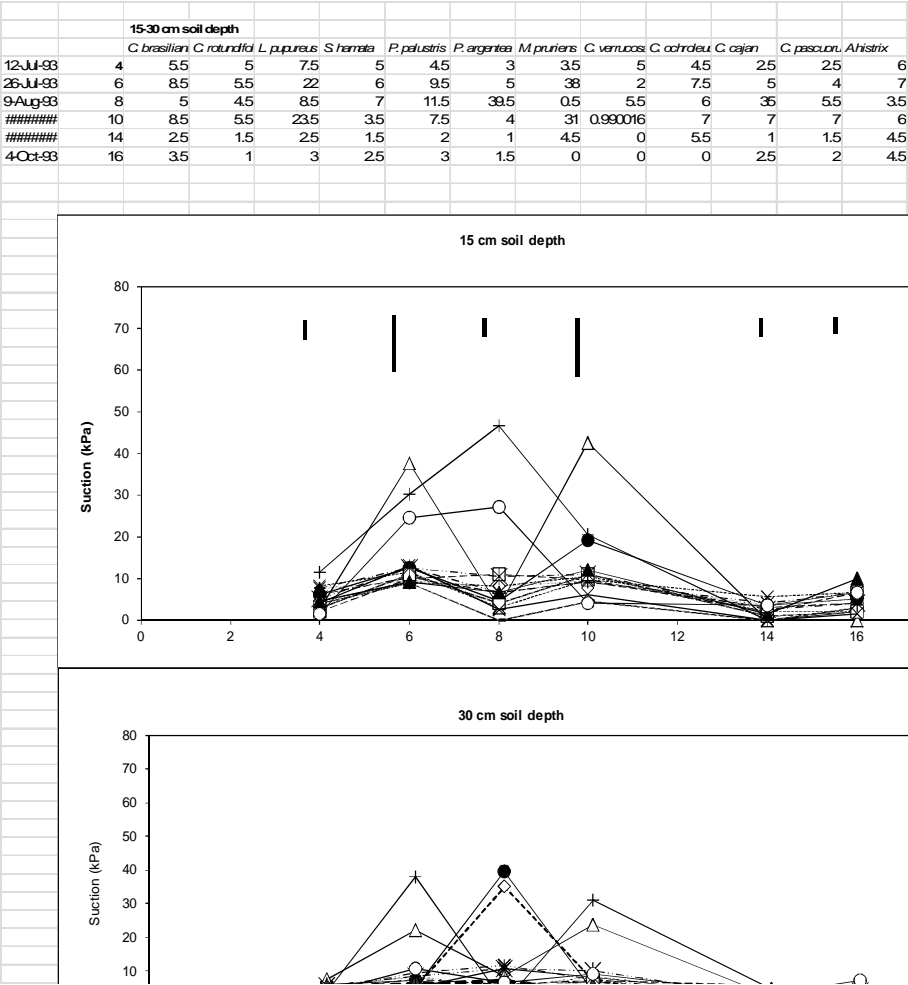 15-30 cm soil depth
C. brasilian C. rotundifol L. pupureus S. hamata P. palustris P. argentea M. pruriens C. verrucos C. ochroleu C. cajan C. pascuoru A histrix
12-Jul-93 4 5.5 5 7.5 5 4.5 3 3.5 5 4.5 2.5 2.5 6
26-Jul-93 6 8.5 5.5 22 6 9.5 5 38 2 7.5 5 4 7
9-Aug-93 8 5 4.5 8.5 7 11.5 39.5 0.5 5.5 6 35 5.5 3.5
####### 10 8.5 5.5 23.5 3.5 7.5 4 31 0.990016 7 7 7 6
####### 14 2.5 1.5 2.5 1.5 2 1 4.5 0 5.5 1 1.5 4.5
4-Oct-93 16 3.5 1 3 2.5 3 1.5 0 0 0 2.5 2 4.5
15 cm soil depth
80
70
60
50
40
30
20
10
0
Suction (kPa)
0 2 4 6 8 10 12 14 16
30 cm soil depth
80
70
60
50
40
30
20
10
Suction (kPa)